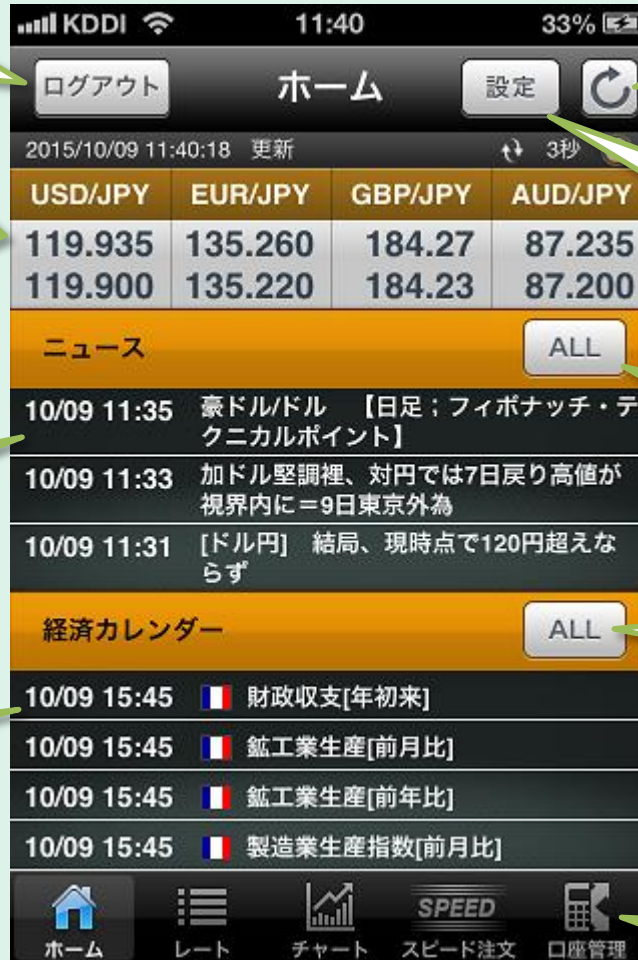 KDDI 11:40 33%
ログアウト ホーム 設定
2015/10/09 11:40:18 更新 3秒
USD/JPY EUR/JPY GBP/JPY AUD/JPY
119.935 135.260 184.27 87.235
119.900 135.220 184.23 87.200
ニュース ALL
10/09 11:35 豪ドル/ドル 【日足；フィボナッチ・テ
クニカルポイント】
10/09 11:33 加ドル堅調裡、対円では7日戻り高値が
視界内に＝9日東京外為
10/09 11:31 [ドル円] 結局、現時点で120円超えな
らず
経済カレンダー ALL
10/09 15:45 財政収支[年初来]
10/09 15:45 鉱工業生産[前月比]
10/09 15:45 鉱工業生産[前年比]
10/09 15:45 製造業生産指数[前月比]
SPEED
ホーム レート チャート スピード注文 口座管理